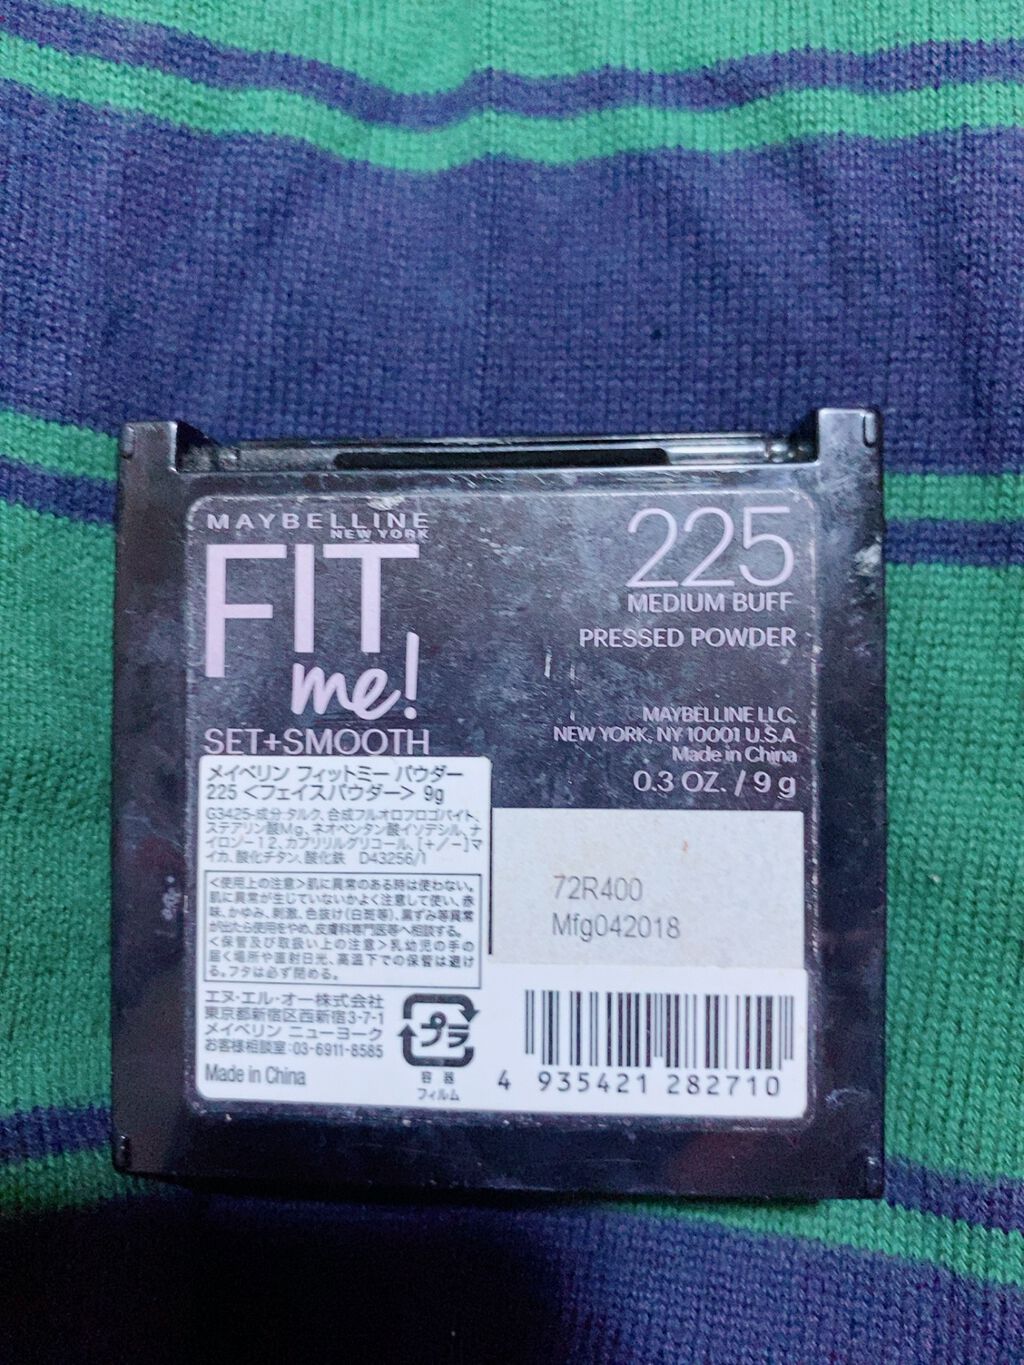 MAYBELLINE
NEW YORK
FIT
me!
SET+SMOOTH
225
MEDIUM BUFF
PRESSED POWDER
MAYBELLINE LLC,
NEW YORK, NY 10001 U.S.A
Made in China
0.3 OZ. / 9 g
メイベリン フィットミー パウダー
225 <フェイスパウダー> 9g
G3425-成分:タルク、合成フルオロフロゴパイト、
ステアリン酸Mg、ネオペンタン酸イソデシル、ナ
イロン-12、カプリリルグリコール、[+/-]マ
イカ、酸化チタン、酸化鉄 D43256/1
<使用上の注意>肌に異常のある時は使わない。
肌に異常が生じていないかよく注意して使い、赤
味、かゆみ、刺激、色抜け(白斑等)、黒ずみ等異常
が出たら使用をやめ、皮膚科専門医等へ相談する。
<保管及び取扱い上の注意>乳幼児の手の
届く場所や直射日光、高温下での保管は避け
る。フタは必ず閉める。
エヌ・エル・オー株式会社
東京都新宿区西新宿3-7-1
メイベリン ニューヨーク
お客様相談室:03-6911-8585
Made in China
プラ
容器
フィルム
72R400
Mfg042018
4 935421 282710